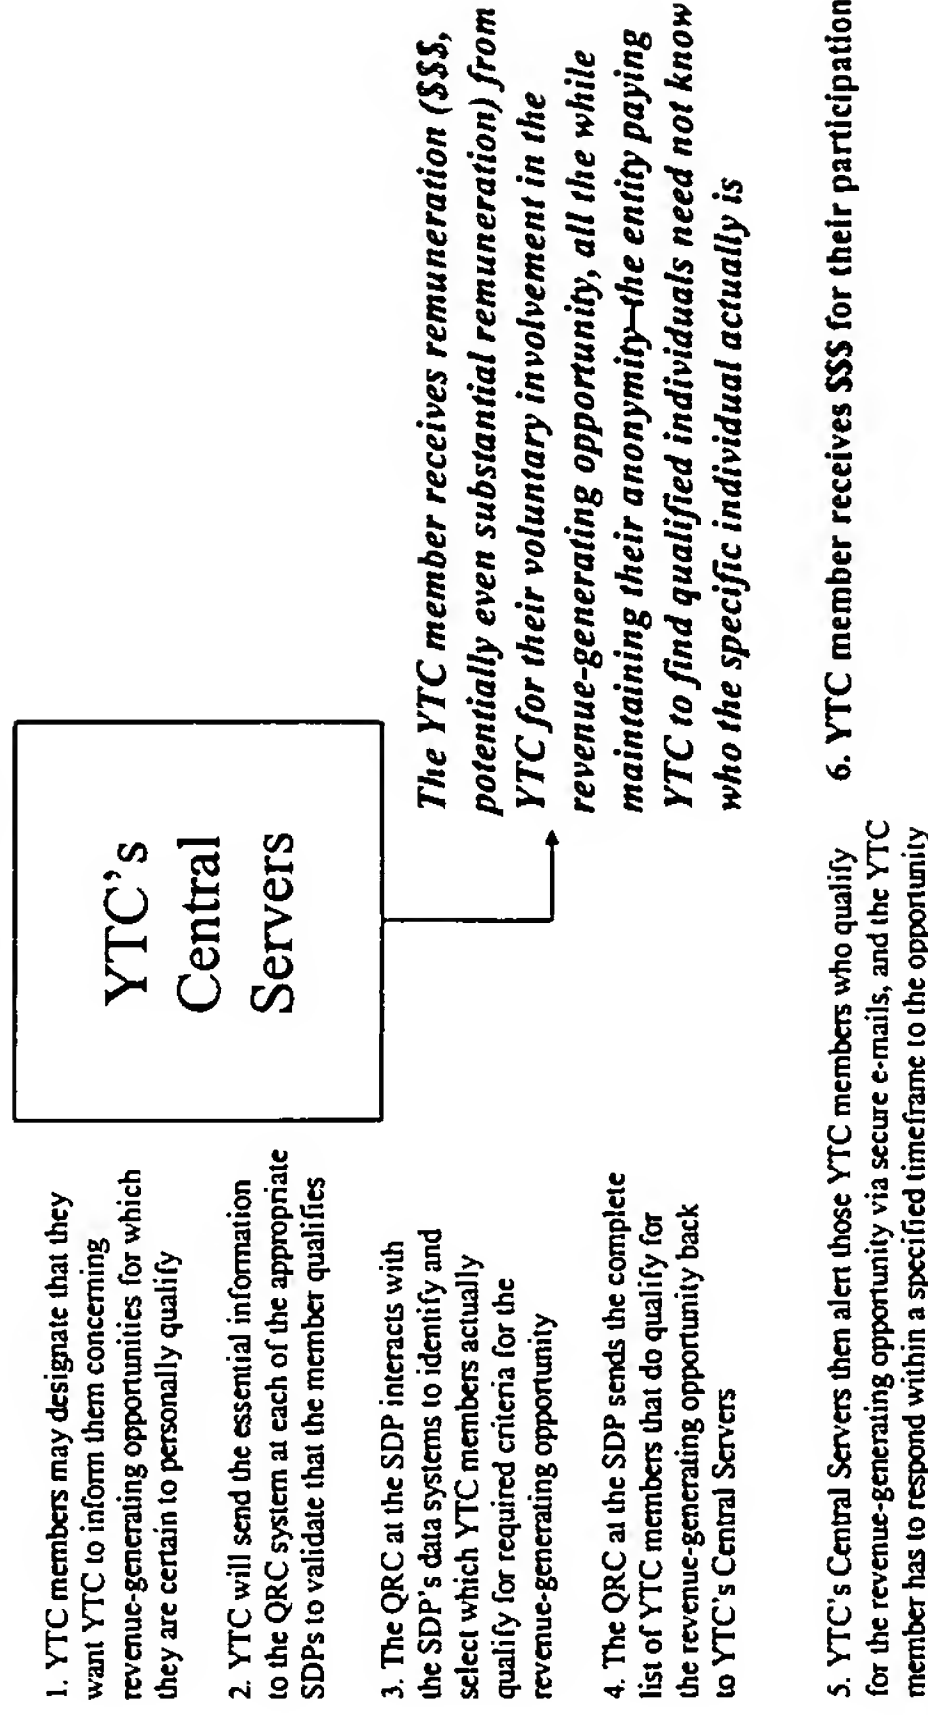 1. YTC members may designate that they
want YTC to inform them concerning
revenue-generating opportunities for which
they are certain to personally qualify
2. YTC will send the essential information
to the QRC system at each of the appropriate
SDPs to validate that the member qualifies
3. The QRC at the SDP interacts with
the SDP's data systems to identify and
select which YTC members actually
qualify for required criteria for the
revenue-generating opportunity
4. The QRC at the SDP sends the complete
list of YTC members that do qualify for
the revenue-generating opportunity back
to YTC's Central Servers
YTC's
Central
Servers
The YTC member receives remuneration ($$$,
potentially even substantial remuneration) from
YTC for their voluntary involvement in the
revenue-generating opportunity, all the while
maintaining their anonymity—the entity paying
YTC to find qualified individuals need not know
who the specific individual actually is
5. YTC's Central Servers then alert those YTC members who qualify
for the revenue-generating opportunity via secure e-mails, and the YTC
member has to respond within a specified timeframe to the opportunity
6. YTC member receives $$$ for their participation